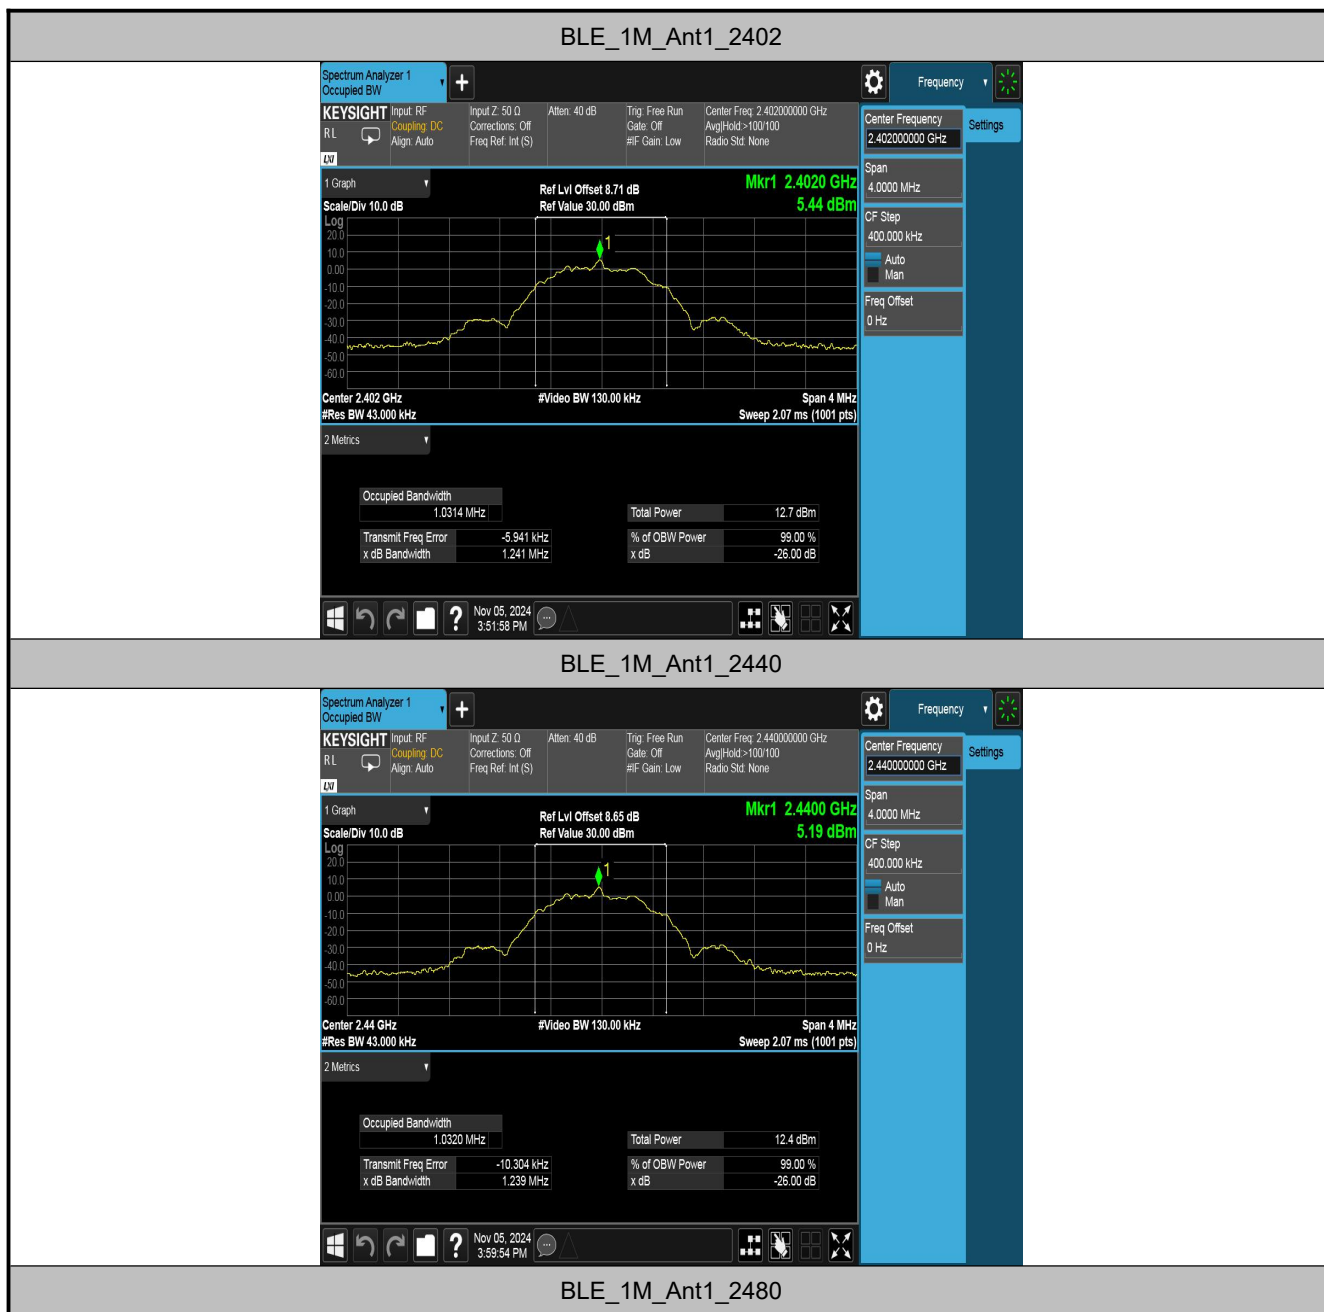 BLE_1M_Ant1_2402
Spectrum Analyzer 1
Occupied BW
Frequency
KEYSIGHT
RL
LXI
Input: RF
Coupling: DC
Align: Auto
Input Z: 50 Ω
Corrections: Off
Freq Ref: Int (S)
Atten: 40 dB
Trig: Free Run
Gate: Off
#IF Gain: Low
Center Freq: 2.402000000 GHz
Avg|Hold:>100/100
Radio Std: None
Center Frequency
2.402000000 GHz
Settings
Span
4.0000 MHz
CF Step
400.000 kHz
Auto
Man
Freq Offset
0 Hz
1 Graph
Ref Lvl Offset 8.71 dB
Mkr1 2.4020 GHz
Scale/Div 10.0 dB
Ref Value 30.00 dBm
5.44 dBm
Log
20.0
10.0
0.00
-10.0
-20.0
-30.0
-40.0
-50.0
-60.0
1
Center 2.402 GHz
#Video BW 130.00 kHz
Span 4 MHz
#Res BW 43.000 kHz
Sweep 2.07 ms (1001 pts)
2 Metrics
Occupied Bandwidth
1.0314 MHz
Total Power 12.7 dBm
Transmit Freq Error -5.941 kHz
% of OBW Power 99.00 %
x dB Bandwidth 1.241 MHz
x dB -26.00 dB
?
Nov 05, 2024
3:51:58 PM
BLE_1M_Ant1_2440
Spectrum Analyzer 1
Occupied BW
Frequency
KEYSIGHT
RL
LXI
Input: RF
Coupling: DC
Align: Auto
Input Z: 50 Ω
Corrections: Off
Freq Ref: Int (S)
Atten: 40 dB
Trig: Free Run
Gate: Off
#IF Gain: Low
Center Freq: 2.440000000 GHz
Avg|Hold:>100/100
Radio Std: None
Center Frequency
2.440000000 GHz
Settings
Span
4.0000 MHz
CF Step
400.000 kHz
Auto
Man
Freq Offset
0 Hz
1 Graph
Ref Lvl Offset 8.65 dB
Mkr1 2.4400 GHz
Scale/Div 10.0 dB
Ref Value 30.00 dBm
5.19 dBm
Log
20.0
10.0
0.00
-10.0
-20.0
-30.0
-40.0
-50.0
-60.0
1
Center 2.44 GHz
#Video BW 130.00 kHz
Span 4 MHz
#Res BW 43.000 kHz
Sweep 2.07 ms (1001 pts)
2 Metrics
Occupied Bandwidth
1.0320 MHz
Total Power 12.4 dBm
Transmit Freq Error -10.304 kHz
% of OBW Power 99.00 %
x dB Bandwidth 1.239 MHz
x dB -26.00 dB
?
Nov 05, 2024
3:59:54 PM
BLE_1M_Ant1_2480